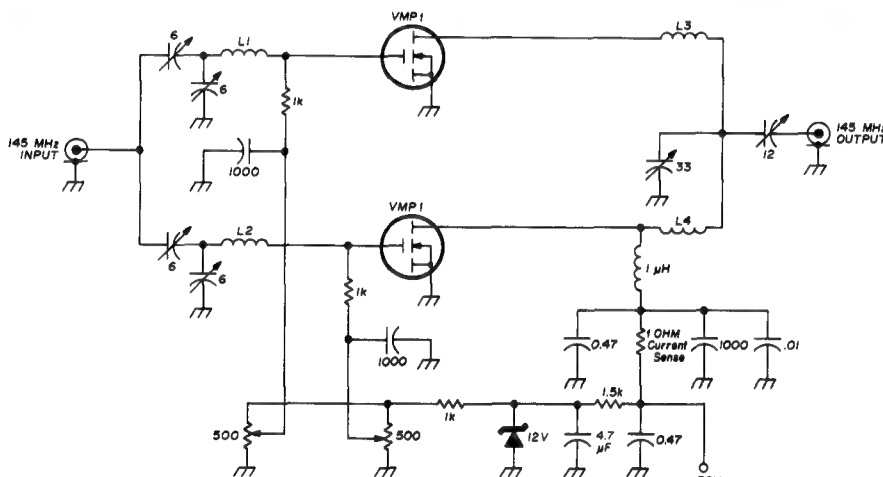 VMP1
L3
6
L1
6
1k
145 MHz
INPUT
1000
145 MHz
OUTPUT
12
33
VMP1
L4
L2
6
6
1k
1 μH
1000
0.47
1 OHM
Current
Sense
1000
.01
1.5k
1k
500
500
12V
4.7
μF
0.47